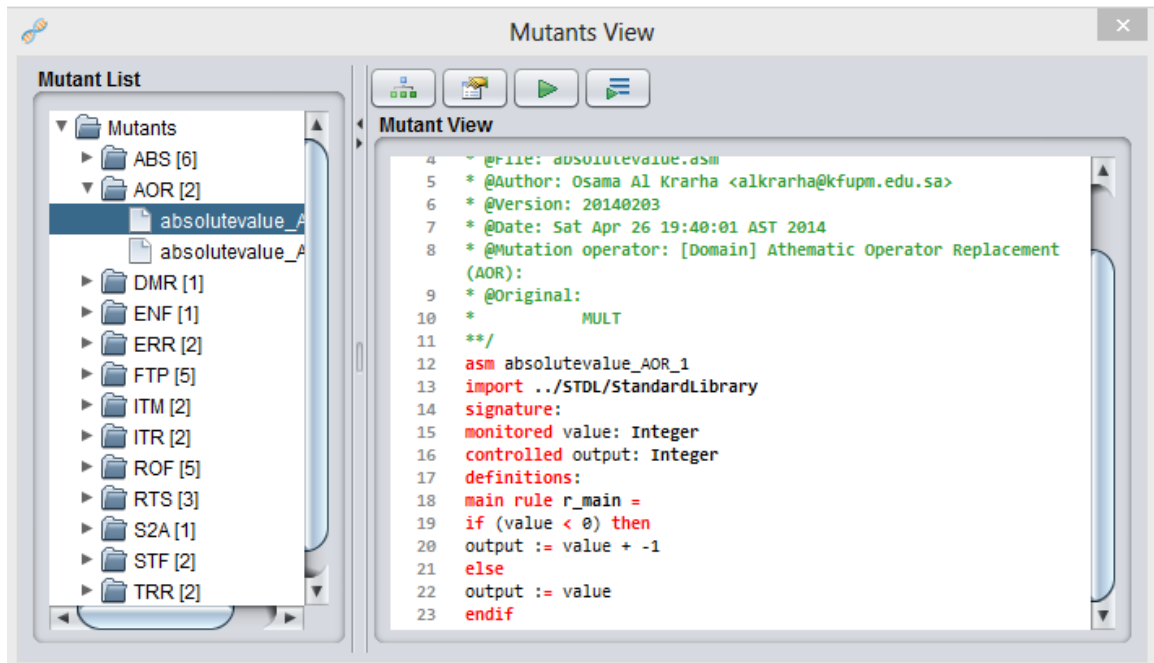 Mutants View
Mutant List
Mutants
ABS [6]
AOR [2]
absolutevalue_A
absolutevalue_A
DMR [1]
ENF [1]
ERR [2]
FTP [5]
ITM [2]
ITR [2]
ROF [5]
RTS [3]
S2A [1]
STF [2]
TRR [2]
Mutant View
4 * @File: absolutevalue.asm
5 * @Author: Osama Al Krarha <alkrarha@kfupm.edu.sa>
6 * @Version: 20140203
7 * @Date: Sat Apr 26 19:40:01 AST 2014
8 * @Mutation operator: [Domain] Athematic Operator Replacement
(AOR):
9 * @Original:
10 * MULT
11 **/
12 asm absolutevalue_AOR_1
13 import ../STDL/StandardLibrary
14 signature:
15 monitored value: Integer
16 controlled output: Integer
17 definitions:
18 main rule r_main =
19 if (value < 0) then
20 output := value + -1
21 else
22 output := value
23 endif